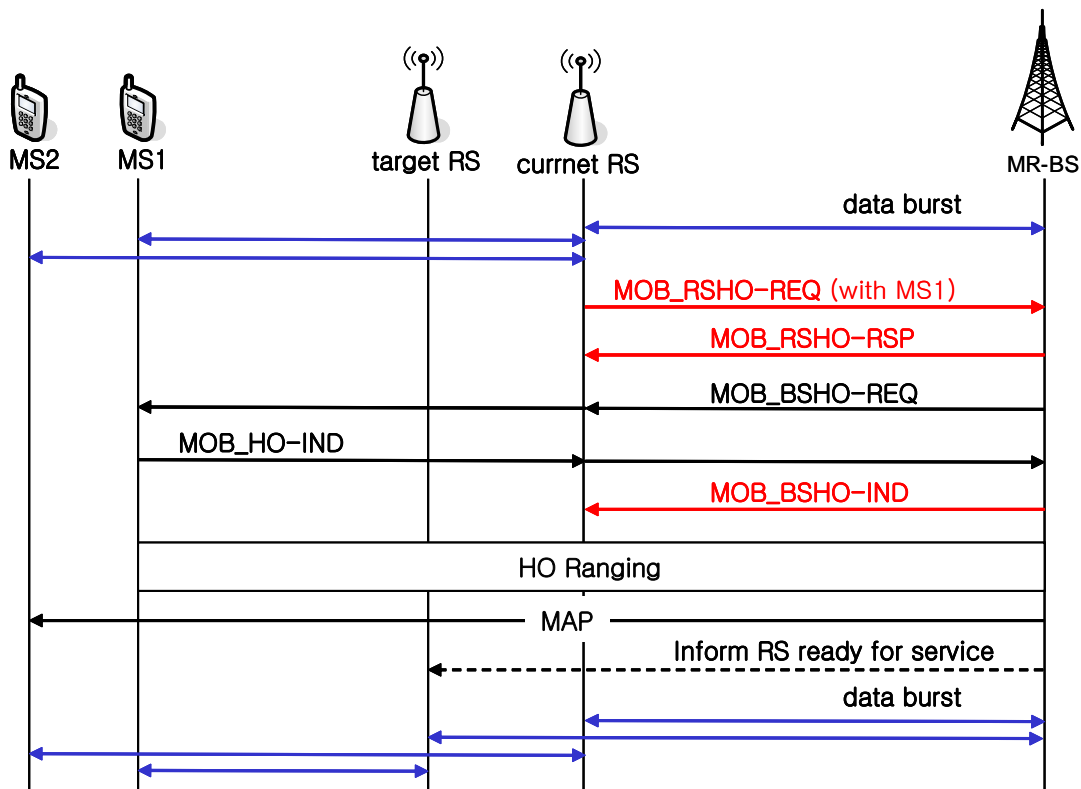 MS2
MS1
target RS
currnet RS
MR-BS
data burst
MOB_RSHO-REQ (with MS1)
MOB_RSHO-RSP
MOB_BSHO-REQ
MOB_HO-IND
MOB_BSHO-IND
HO Ranging
MAP
Inform RS ready for service
data burst